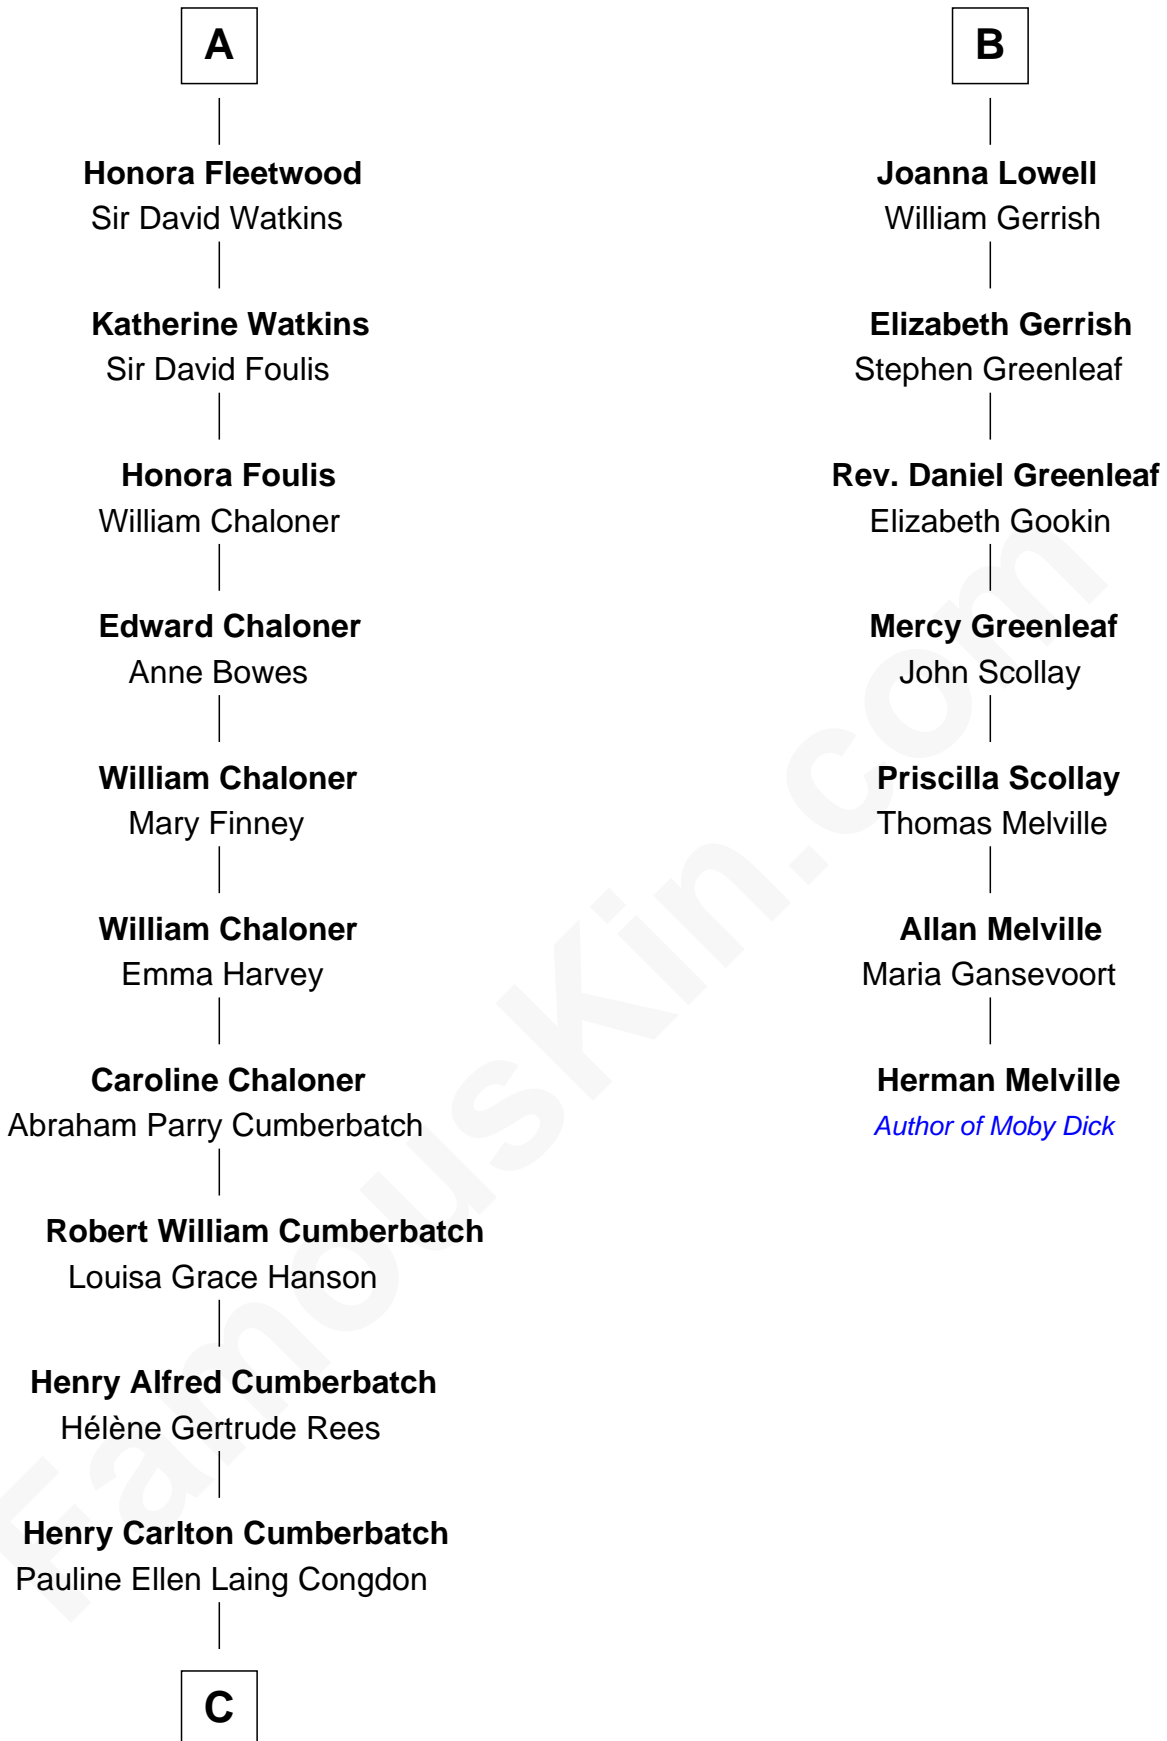 A
Honora Fleetwood
Sir David Watkins
Katherine Watkins
Sir David Foulis
Honora Foulis
William Chaloner
Edward Chaloner
Anne Bowes
William Chaloner
Mary Finney
William Chaloner
Emma Harvey
Caroline Chaloner
Abraham Parry Cumberbatch
Robert William Cumberbatch
Louisa Grace Hanson
Henry Alfred Cumberbatch
Hélène Gertrude Rees
Henry Carlton Cumberbatch
Pauline Ellen Laing Congdon
C
B
Joanna Lowell
William Gerrish
Elizabeth Gerrish
Stephen Greenleaf
Rev. Daniel Greenleaf
Elizabeth Gookin
Mercy Greenleaf
John Scollay
Priscilla Scollay
Thomas Melville
Allan Melville
Maria Gansevoort
Herman Melville
Author of Moby Dick
FamousKin.com